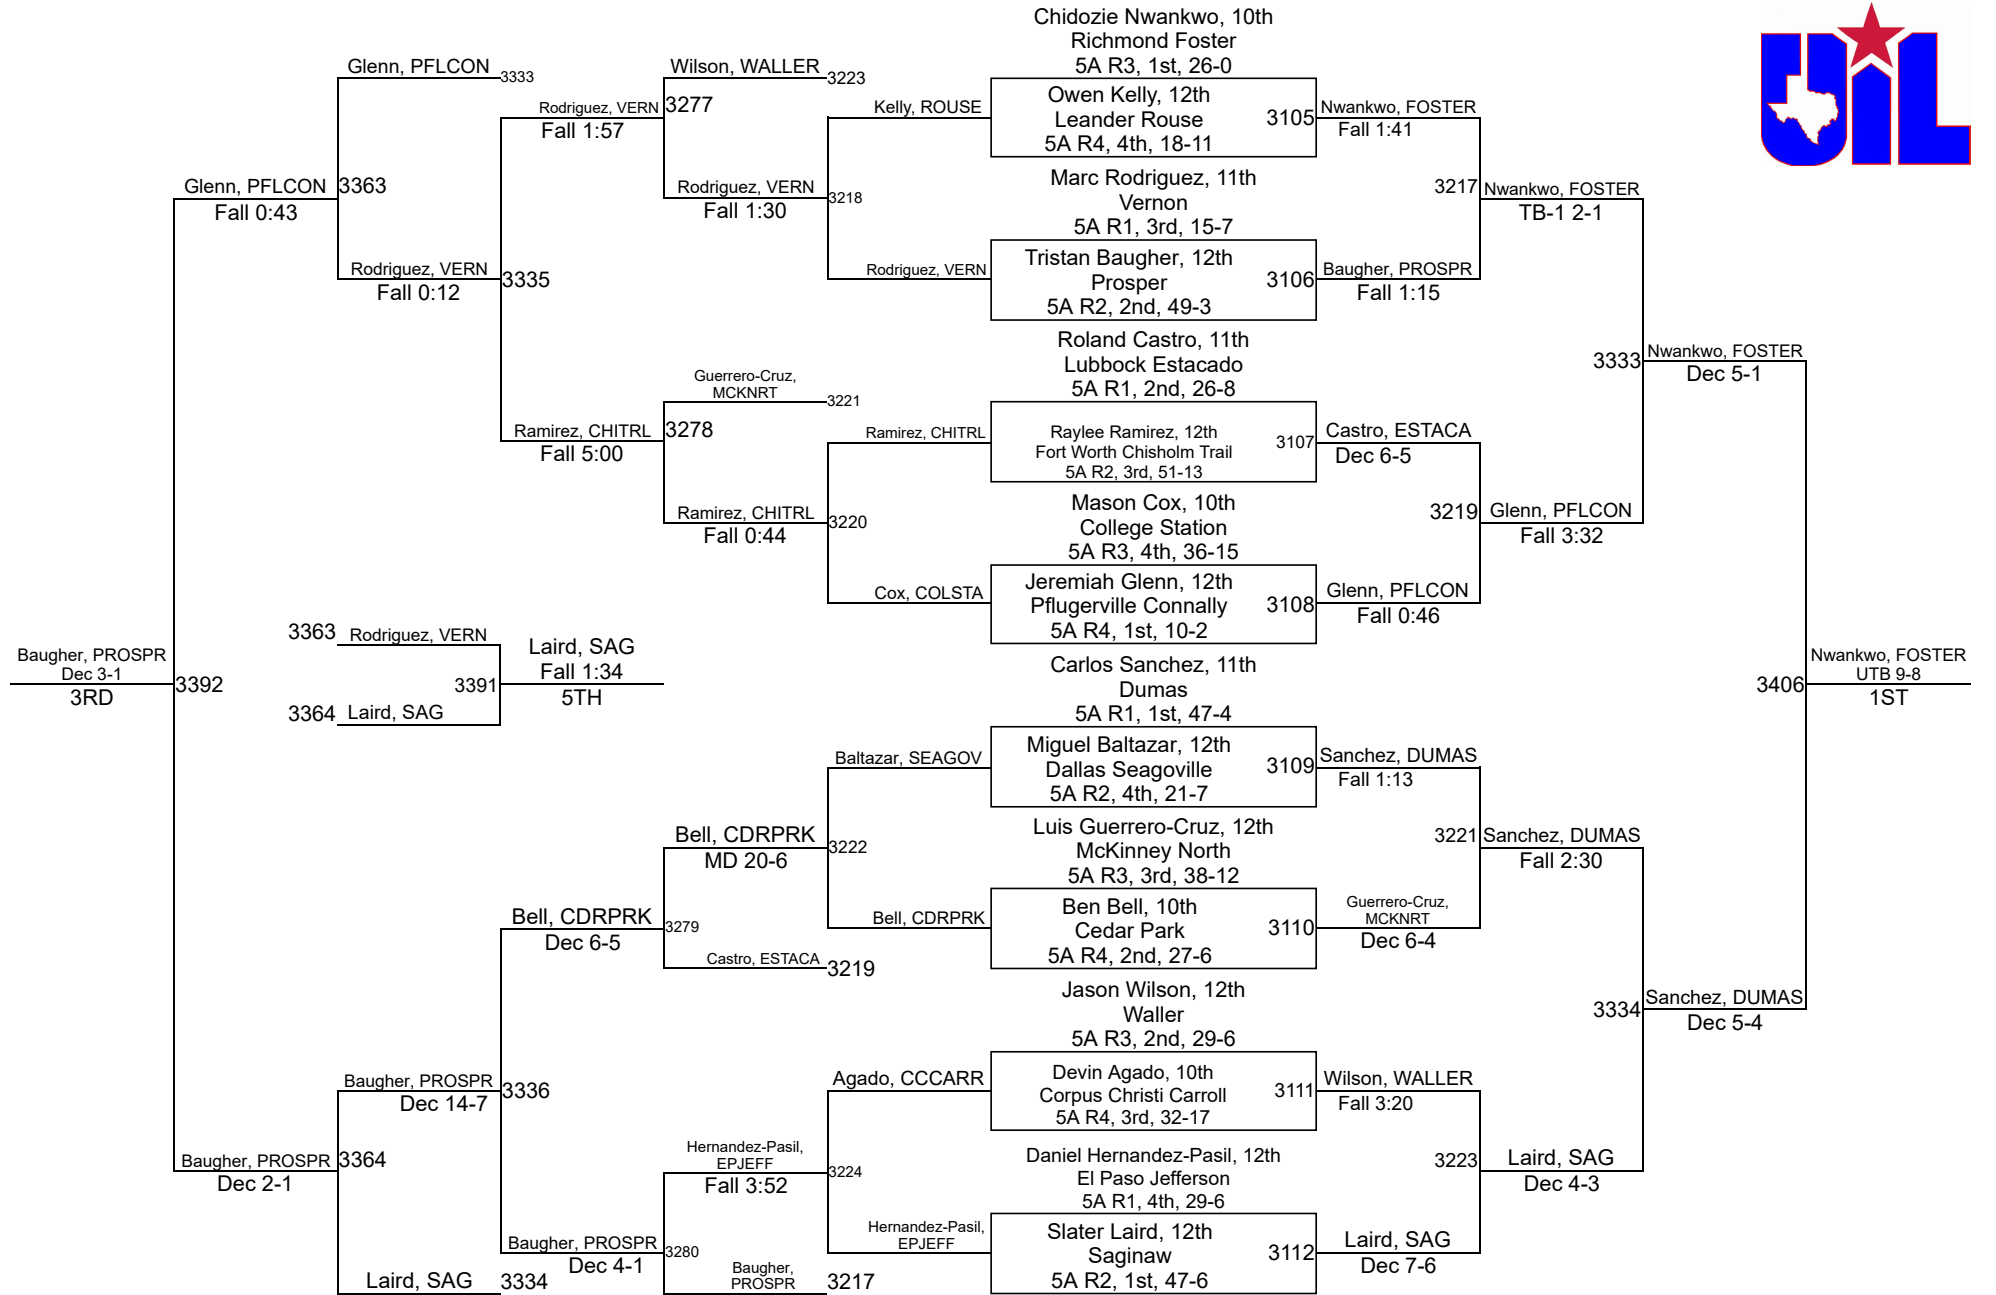 Glenn, PFLCON
3333
Rodriguez, VERN
Fall 1:57
Wilson, WALLER
3223
3277
Kelly, ROUSE
Glenn, PFLCON
3363
Fall 0:43
Rodriguez, VERN
Fall 1:30
3218
Rodriguez, VERN
Fall 0:12
3335
Rodriguez, VERN
Guerrero-Cruz,
MCKNRT
3221
Ramirez, CHITRL
3278
Fall 5:00
Ramirez, CHITRL
Ramirez, CHITRL
Fall 0:44
3220
Cox, COLSTA
3363
Rodriguez, VERN
Laird, SAG
Fall 1:34
5TH
3391
3364
Laird, SAG
Baugher, PROSPR
Dec 3-1
3RD
3392
Baltazar, SEAGOV
Bell, CDRPRK
MD 20-6
3222
Bell, CDRPRK
Bell, CDRPRK
Dec 6-5
3279
Castro, ESTACA
3219
Baugher, PROSPR
Dec 14-7
3336
Agado, CCCARR
Hernandez-Pasil,
EPJEFF
Fall 3:52
3224
Baugher, PROSPR
3364
Dec 2-1
Hernandez-Pasil,
EPJEFF
Baugher, PROSPR
Dec 4-1
3280
Baugher,
PROSPR
3217
Laird, SAG
3334
Chidozie Nwankwo, 10th
Richmond Foster
5A R3, 1st, 26-0
Owen Kelly, 12th
Leander Rouse
5A R4, 4th, 18-11
3105
Marc Rodriguez, 11th
Vernon
5A R1, 3rd, 15-7
Tristan Baugher, 12th
Prosper
5A R2, 2nd, 49-3
3106
Roland Castro, 11th
Lubbock Estacado
5A R1, 2nd, 26-8
Raylee Ramirez, 12th
Fort Worth Chisholm Trail
5A R2, 3rd, 51-13
3107
Mason Cox, 10th
College Station
5A R3, 4th, 36-15
Jeremiah Glenn, 12th
Pflugerville Connally
5A R4, 1st, 10-2
3108
Carlos Sanchez, 11th
Dumas
5A R1, 1st, 47-4
Miguel Baltazar, 12th
Dallas Seagoville
5A R2, 4th, 21-7
3109
Luis Guerrero-Cruz, 12th
McKinney North
5A R3, 3rd, 38-12
Ben Bell, 10th
Cedar Park
5A R4, 2nd, 27-6
3110
Jason Wilson, 12th
Waller
5A R3, 2nd, 29-6
Devin Agado, 10th
Corpus Christi Carroll
5A R4, 3rd, 32-17
3111
Daniel Hernandez-Pasil, 12th
El Paso Jefferson
5A R1, 4th, 29-6
Slater Laird, 12th
Saginaw
5A R2, 1st, 47-6
3112
Nwankwo, FOSTER
Fall 1:41
3217
Nwankwo, FOSTER
TB-1 2-1
Baugher, PROSPR
Fall 1:15
3333
Nwankwo, FOSTER
Dec 5-1
Castro, ESTACA
Dec 6-5
3219
Glenn, PFLCON
Fall 3:32
Glenn, PFLCON
Fall 0:46
3406
Nwankwo, FOSTER
UTB 9-8
1ST
Sanchez, DUMAS
Fall 1:13
3221
Sanchez, DUMAS
Fall 2:30
Guerrero-Cruz,
MCKNRT
Dec 6-4
3334
Sanchez, DUMAS
Dec 5-4
Wilson, WALLER
Fall 3:20
3223
Laird, SAG
Dec 4-3
Laird, SAG
Dec 7-6
UIL